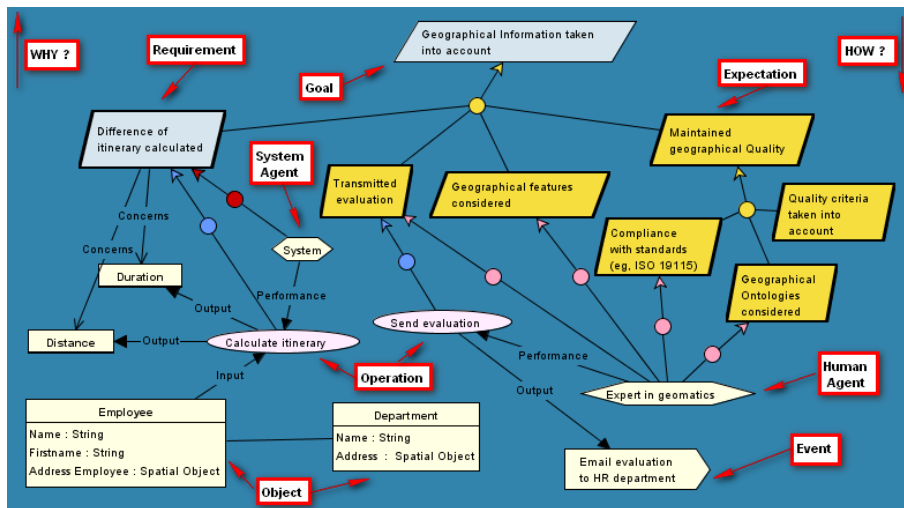 WHY ?
Requirement
Geographical Information taken
into account
HOW ?
Goal
Expectation
Difference of
itinerary calculated
System
Agent
Maintained
geographical Quality
Transmitted
evaluation
Geographical features
considered
Quality criteria
taken into
account
Concerns
Concerns
System
Compliance
with standards
(eg, ISO 19115)
Duration
Geographical
Ontologies
considered
Performance
Output
Distance
Output
Calculate itinerary
Send evaluation
Performance
Input
Operation
Output
Expert in geomatics
Human
Agent
Employee
Name : String
Firstname : String
Address Employee : Spatial Object
Department
Name : String
Address : Spatial Object
Object
Email evaluation
to HR department
Event